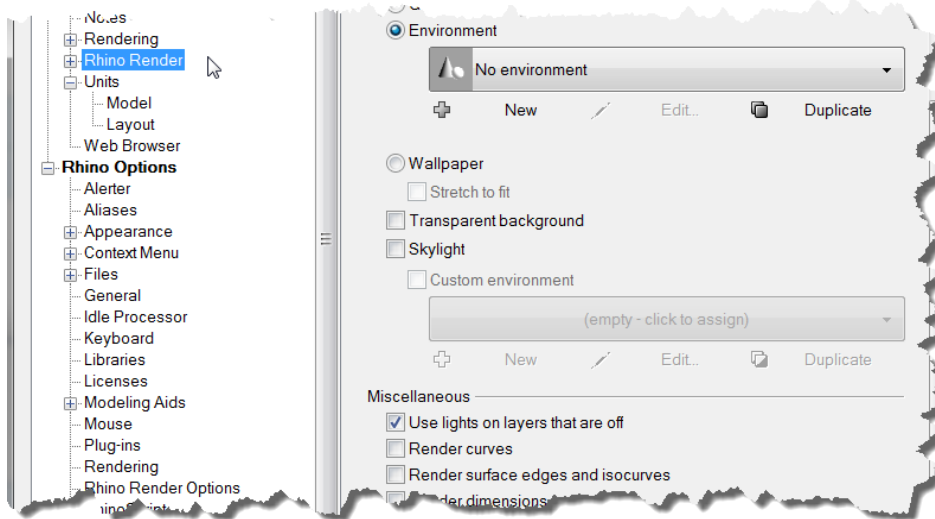 Notes
Rendering
Rhino Render
Units
Model
Layout
Web Browser
Rhino Options
Alerter
Aliases
Appearance
Context Menu
Files
General
Idle Processor
Keyboard
Libraries
Licenses
Modeling Aids
Mouse
Plug-ins
Rendering
Rhino Render Options
Environment
No environment
New Edit... Duplicate
Wallpaper
Stretch to fit
Transparent background
Skylight
Custom environment
(empty - click to assign)
New Edit... Duplicate
Miscellaneous
Use lights on layers that are off
Render curves
Render surface edges and isocurves
dimensions